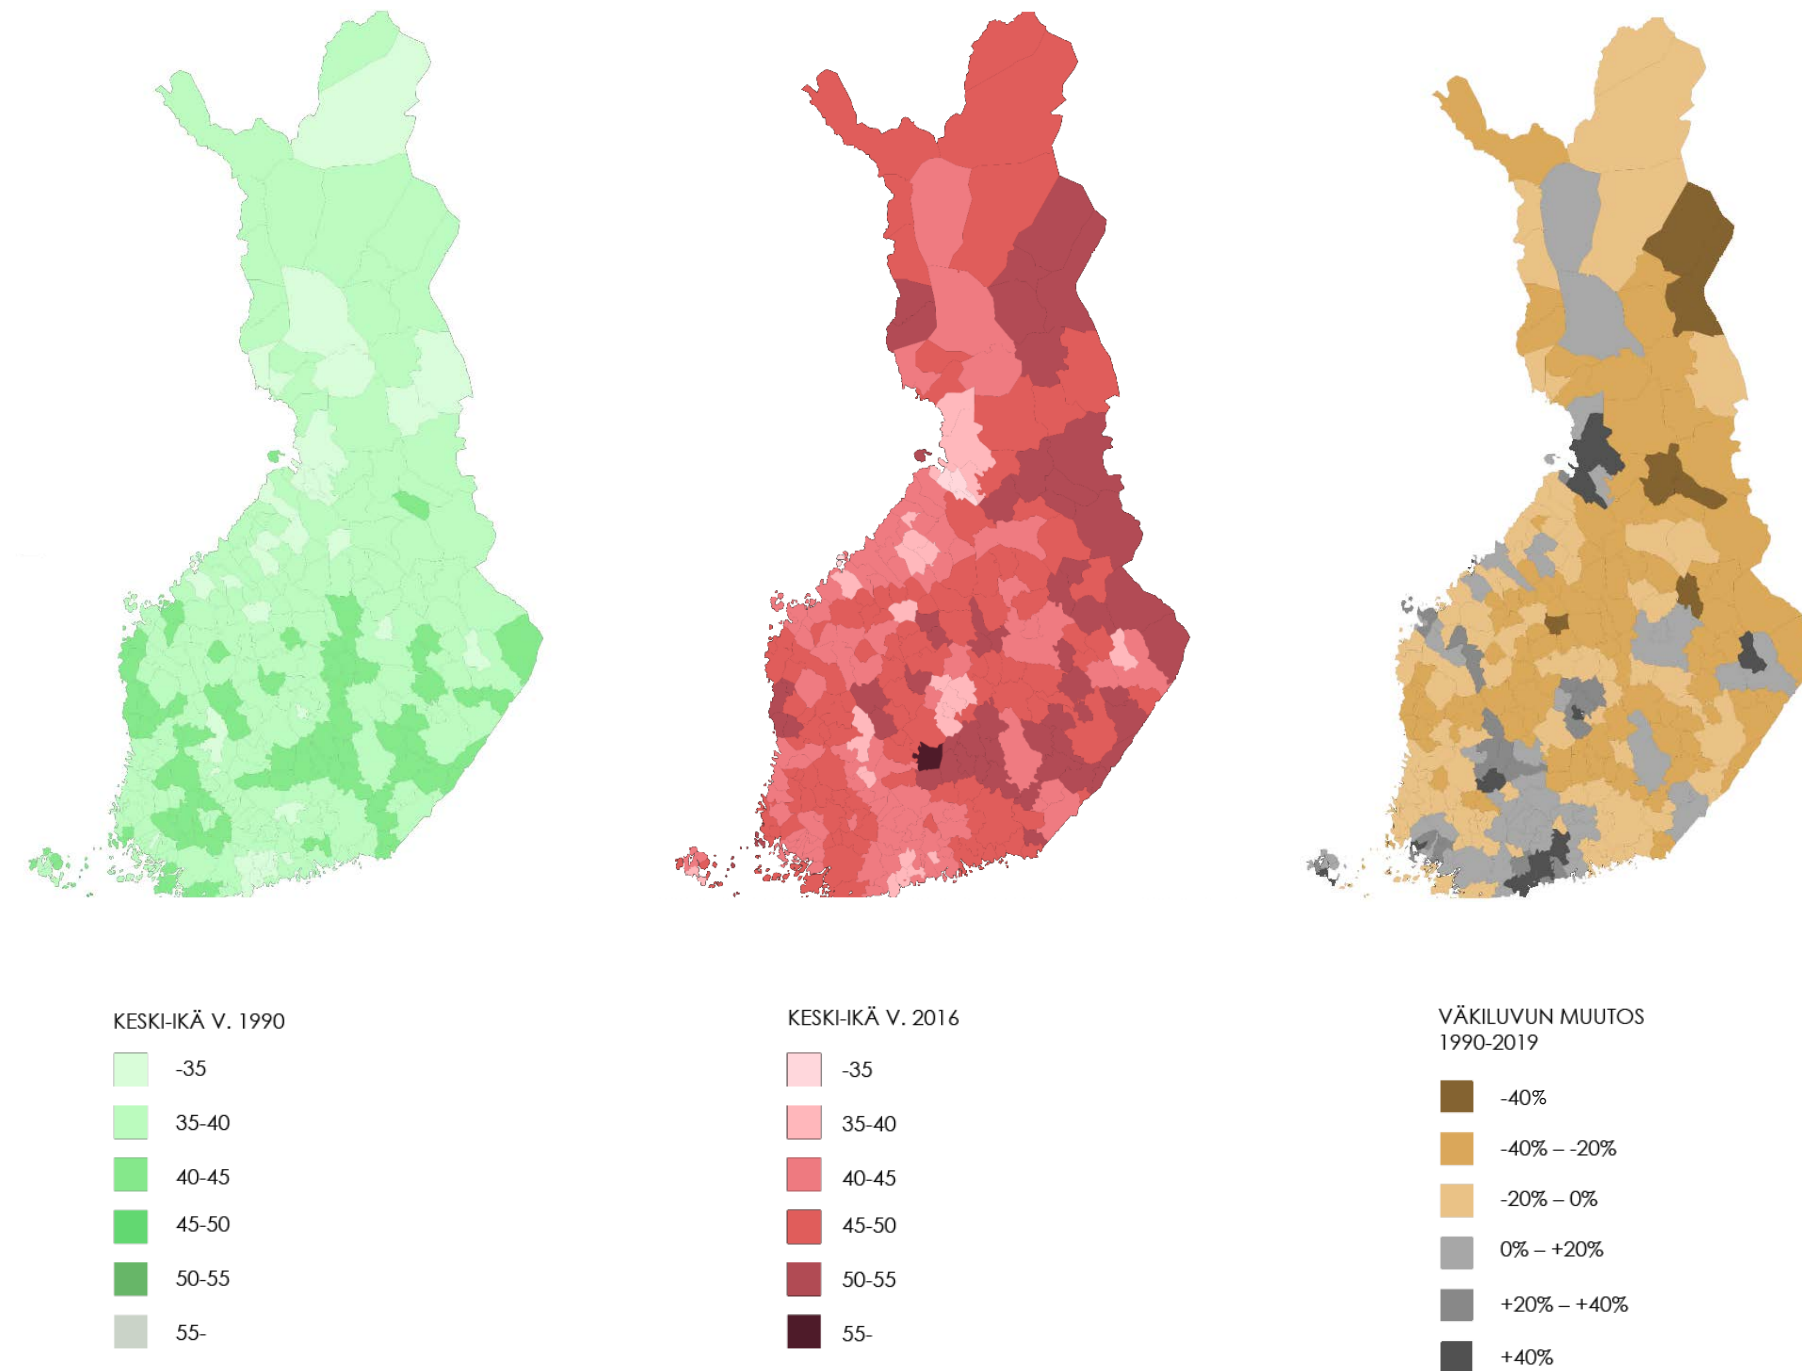 KESKI-IKÄ V. 1990
-35
35-40
40-45
45-50
50-55
55-
KESKI-IKÄ V. 2016
-35
35-40
40-45
45-50
50-55
55-
VÄKILUVUN MUUTOS
1990-2019
-40%
-40% – -20%
-20% – 0%
0% – +20%
+20% – +40%
+40%